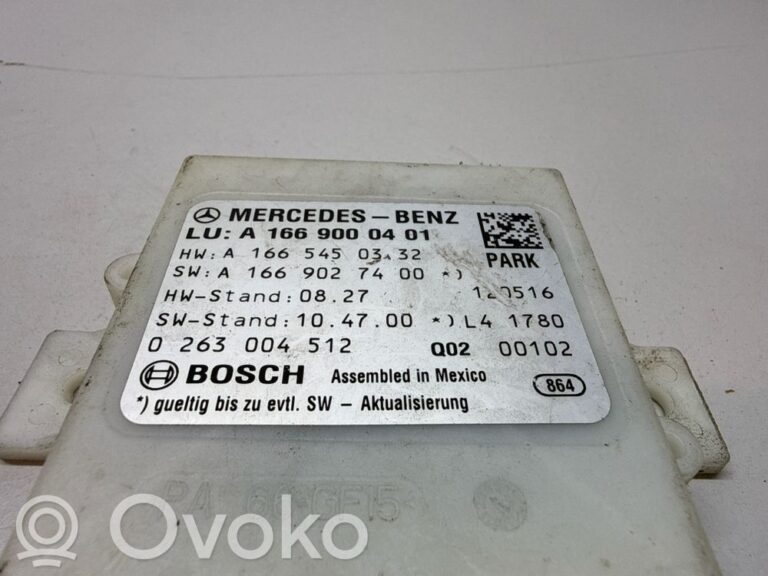 MERCEDES-BENZ
LU: A 166 900 04 01
HW: A 166 545 03 32 PARK
SW: A 166 902 74 00 *)
HW-Stand: 08.27 120516
SW-Stand: 10.47.00 *) L4 1780
0 263 004 512 Q02 00102
BOSCH Assembled in Mexico 864
*) gueltig bis zu evtl. SW - Aktualisierung
Ovoko